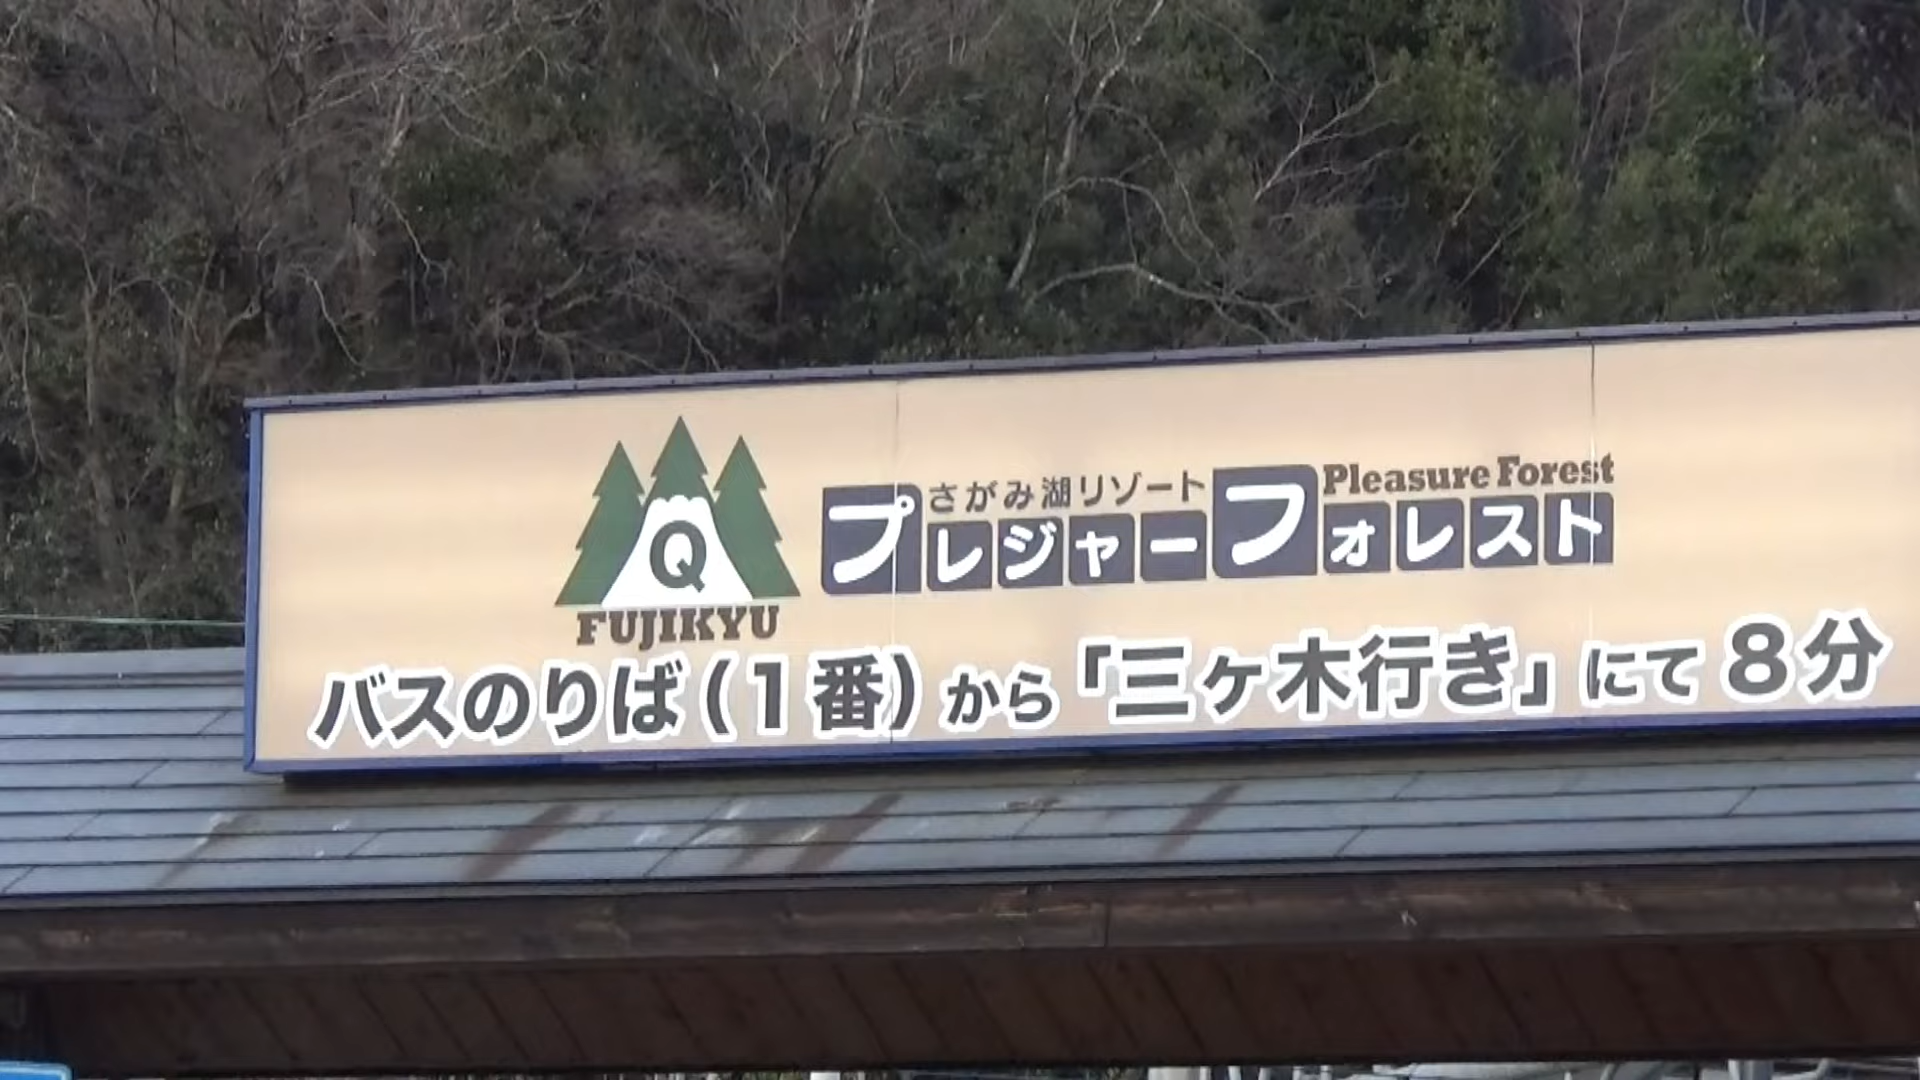 Q
FUJIKYU
さがみ湖リゾート
プレジャーフォレスト
Pleasure Forest
バスのりば(1番)から「三ヶ木行き」にて8分